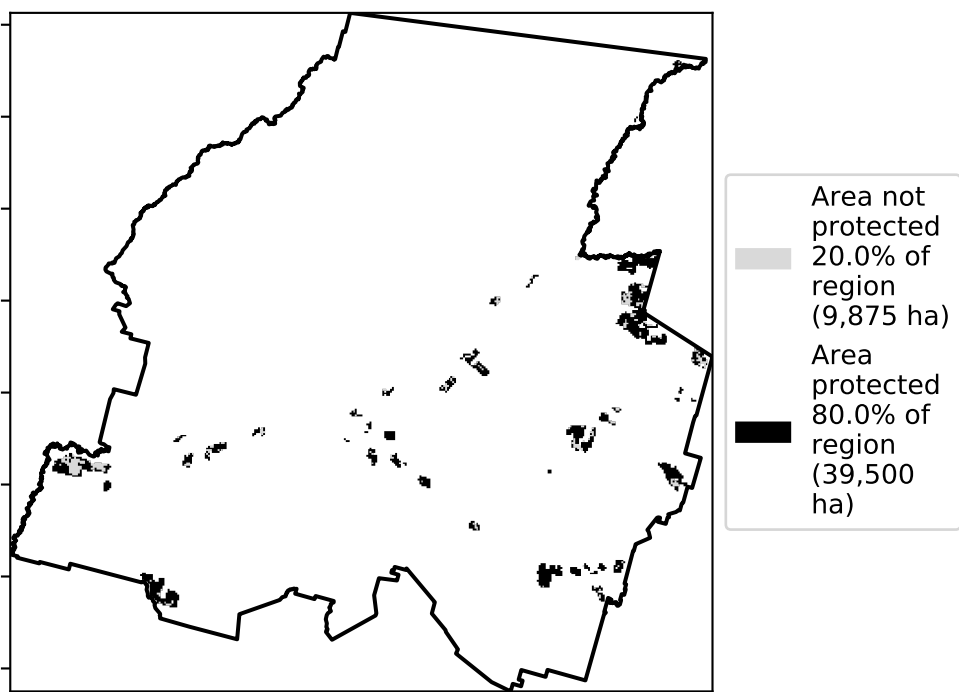 Area not
protected
20.0% of
region
(9,875 ha)
Area
protected
80.0% of
region
(39,500
ha)